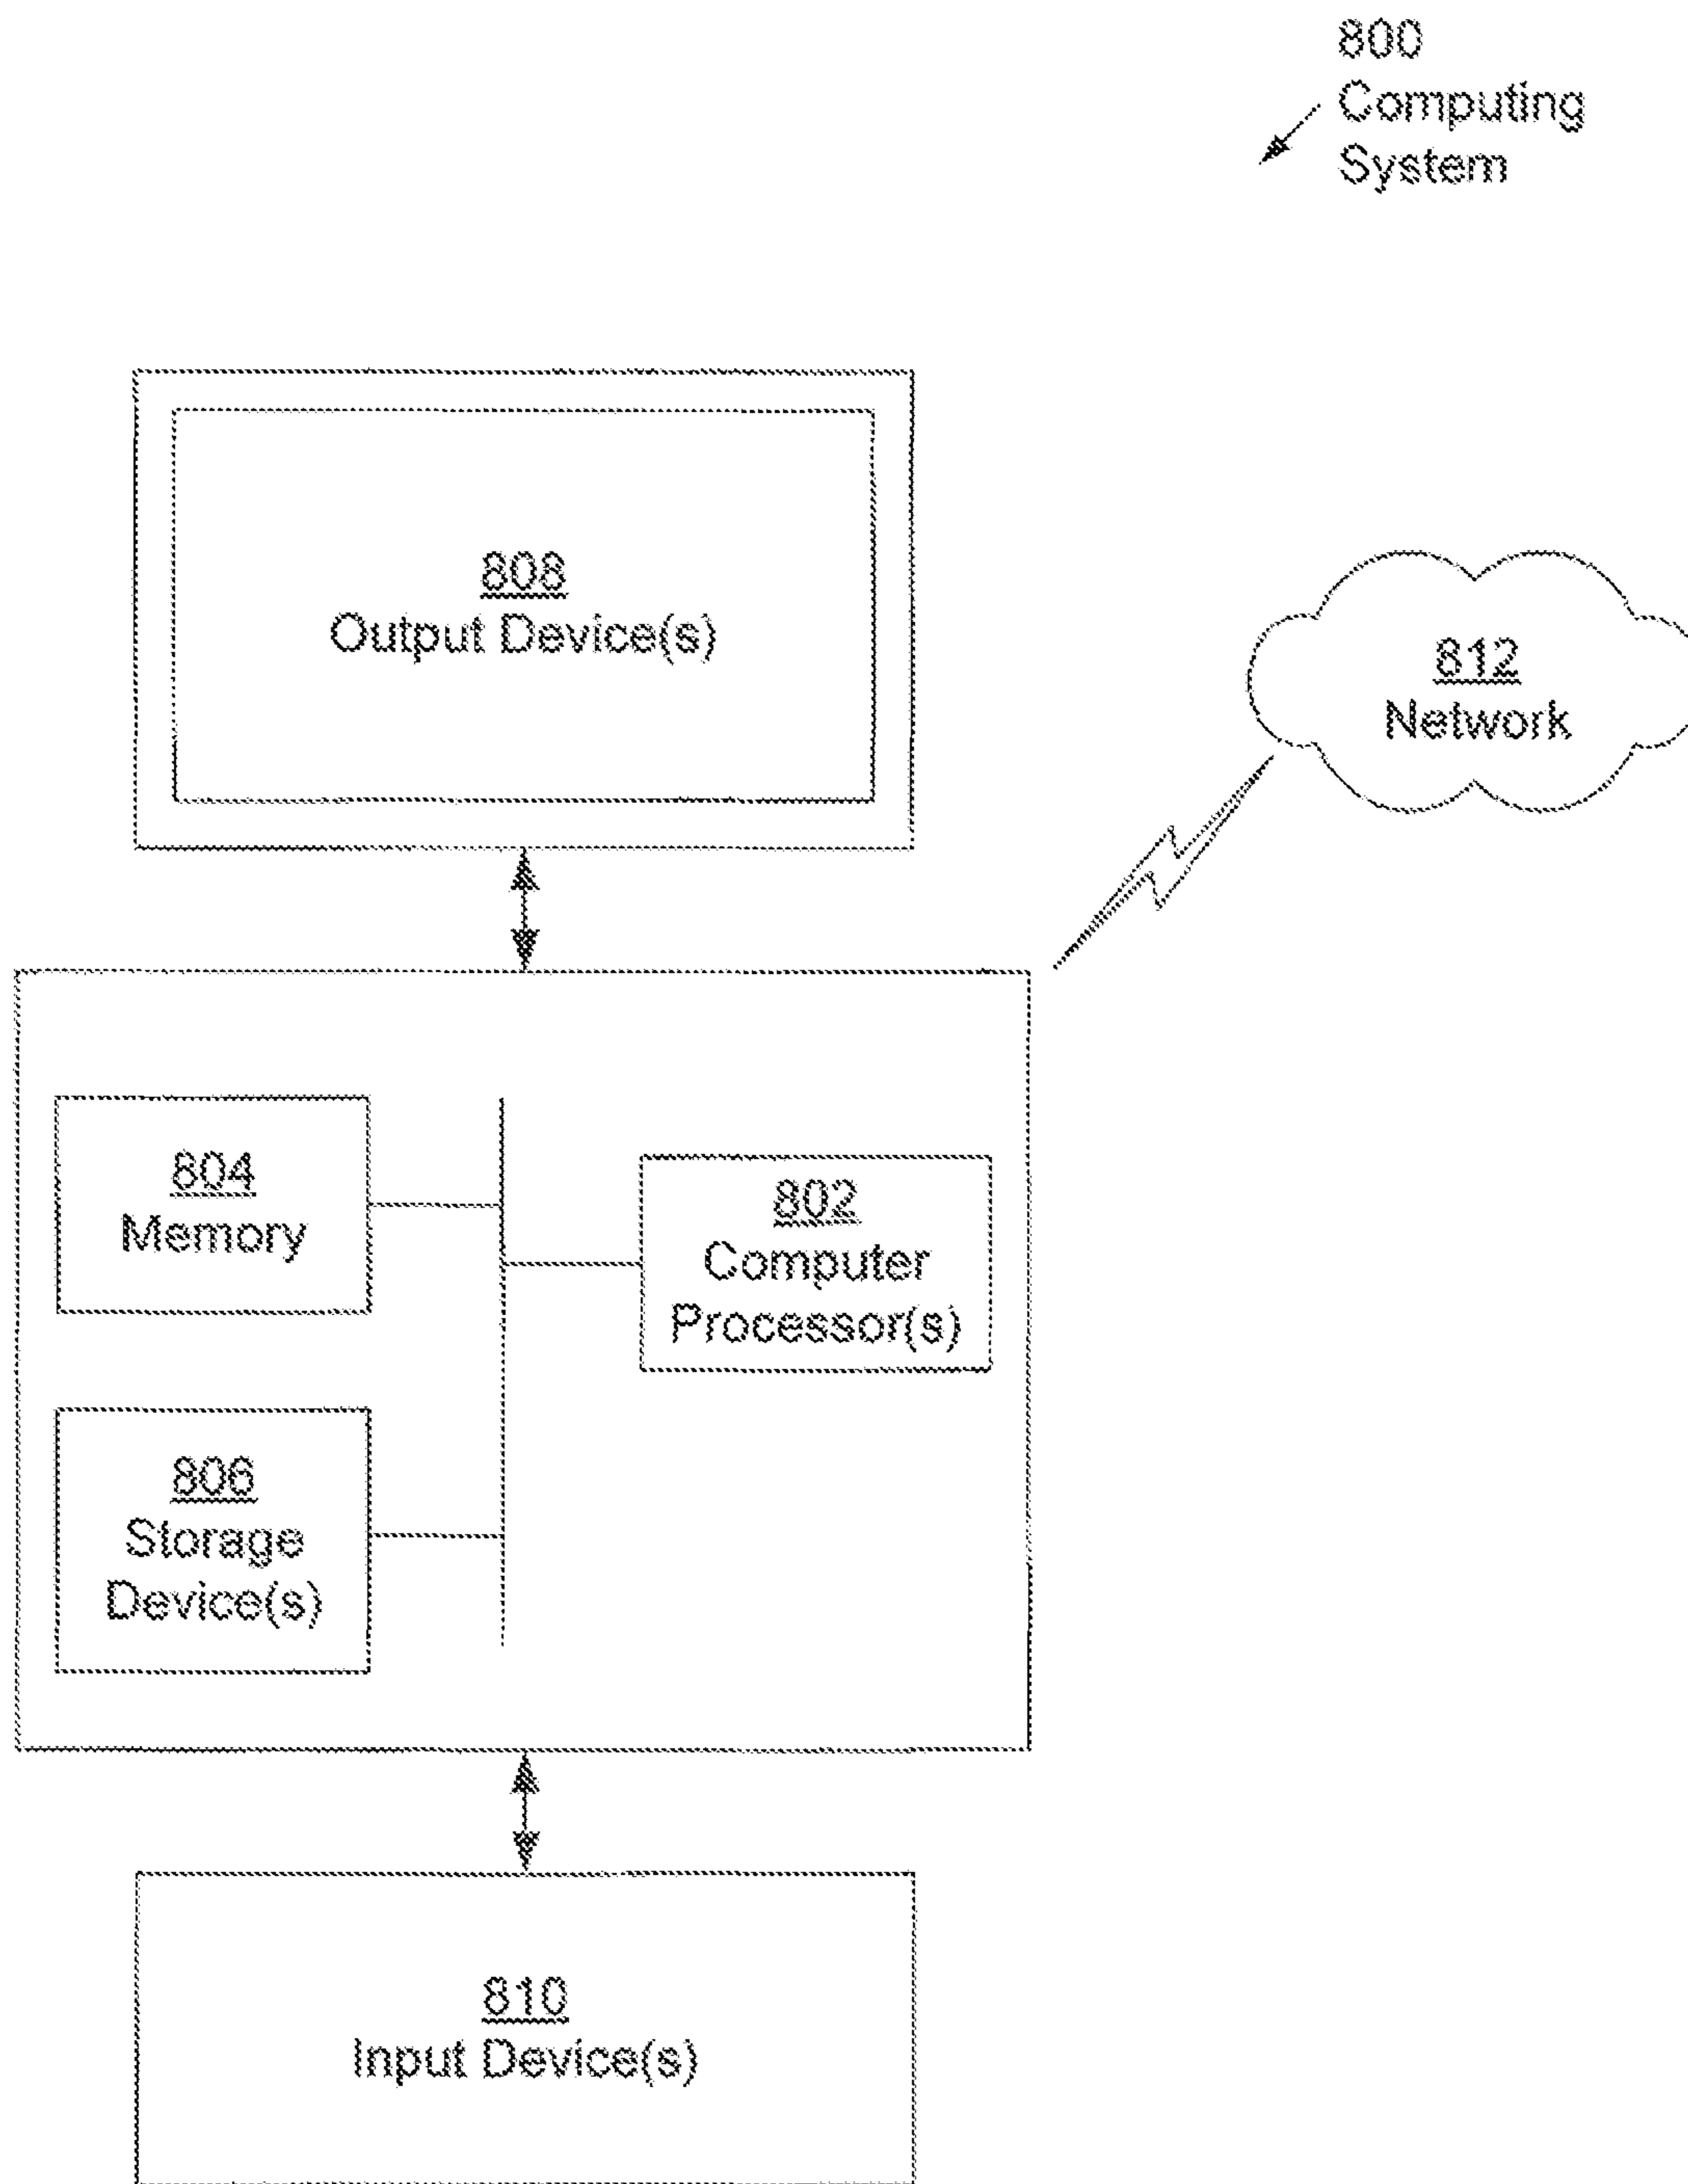 800
Computing
System
808
Output Device(s)
812
Network
804
Memory
802
Computer
Processor(s)
806
Storage
Device(s)
810
Input Device(s)